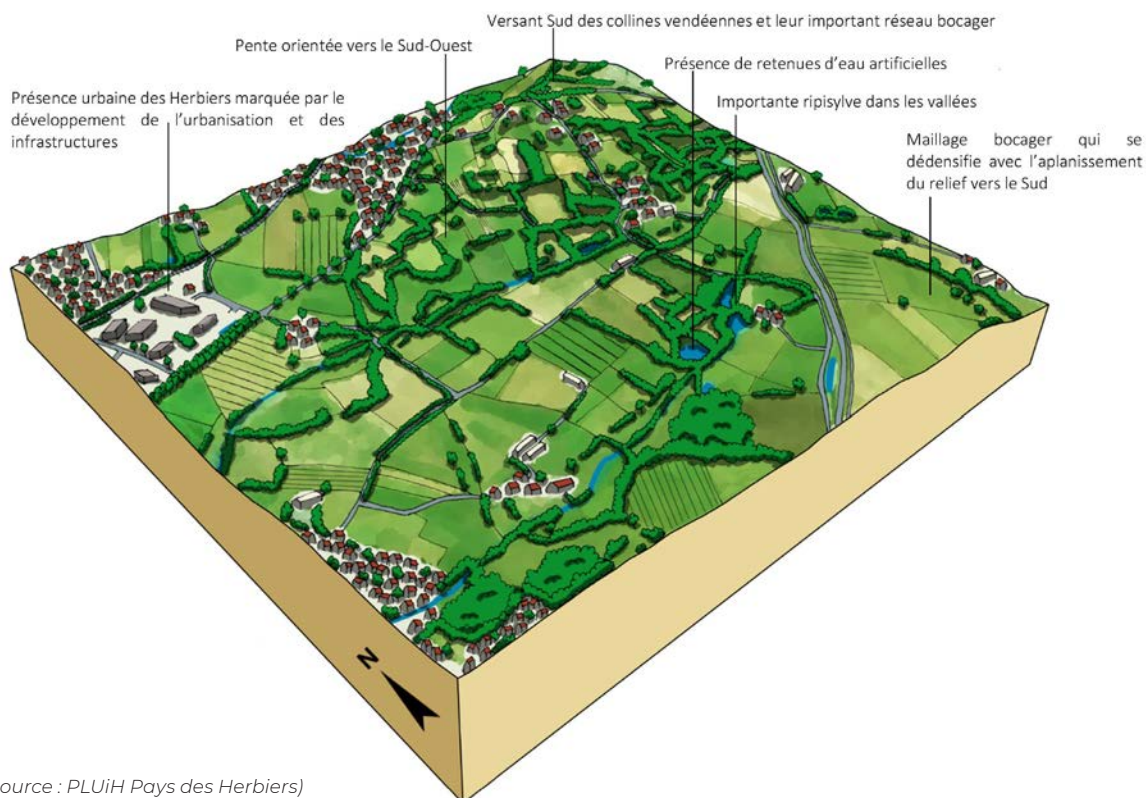 Versant Sud des collines vendéennes et leur important réseau bocager
Pente orientée vers le Sud-Ouest
Présence de retenues d'eau artificielles
Présence urbaine des Herbiers marquée par le
développement de l'urbanisation et des
infrastructures
Importante ripisylve dans les vallées
Maillage bocager qui se
dédensifie avec l'aplanissement
du relief vers le Sud
N
ource : PLUiH Pays des Herbiers)